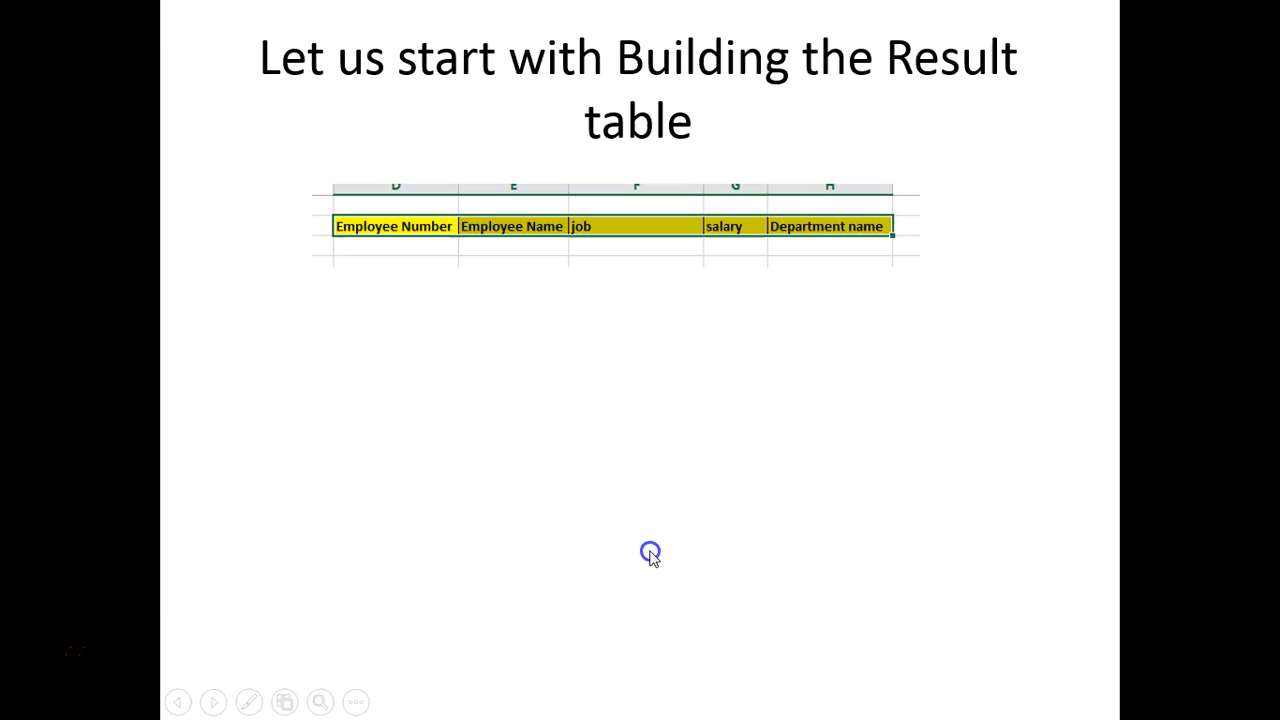 Let us start with Building the Result
table
D E F G H
Employee Number Employee Name job salary Department name